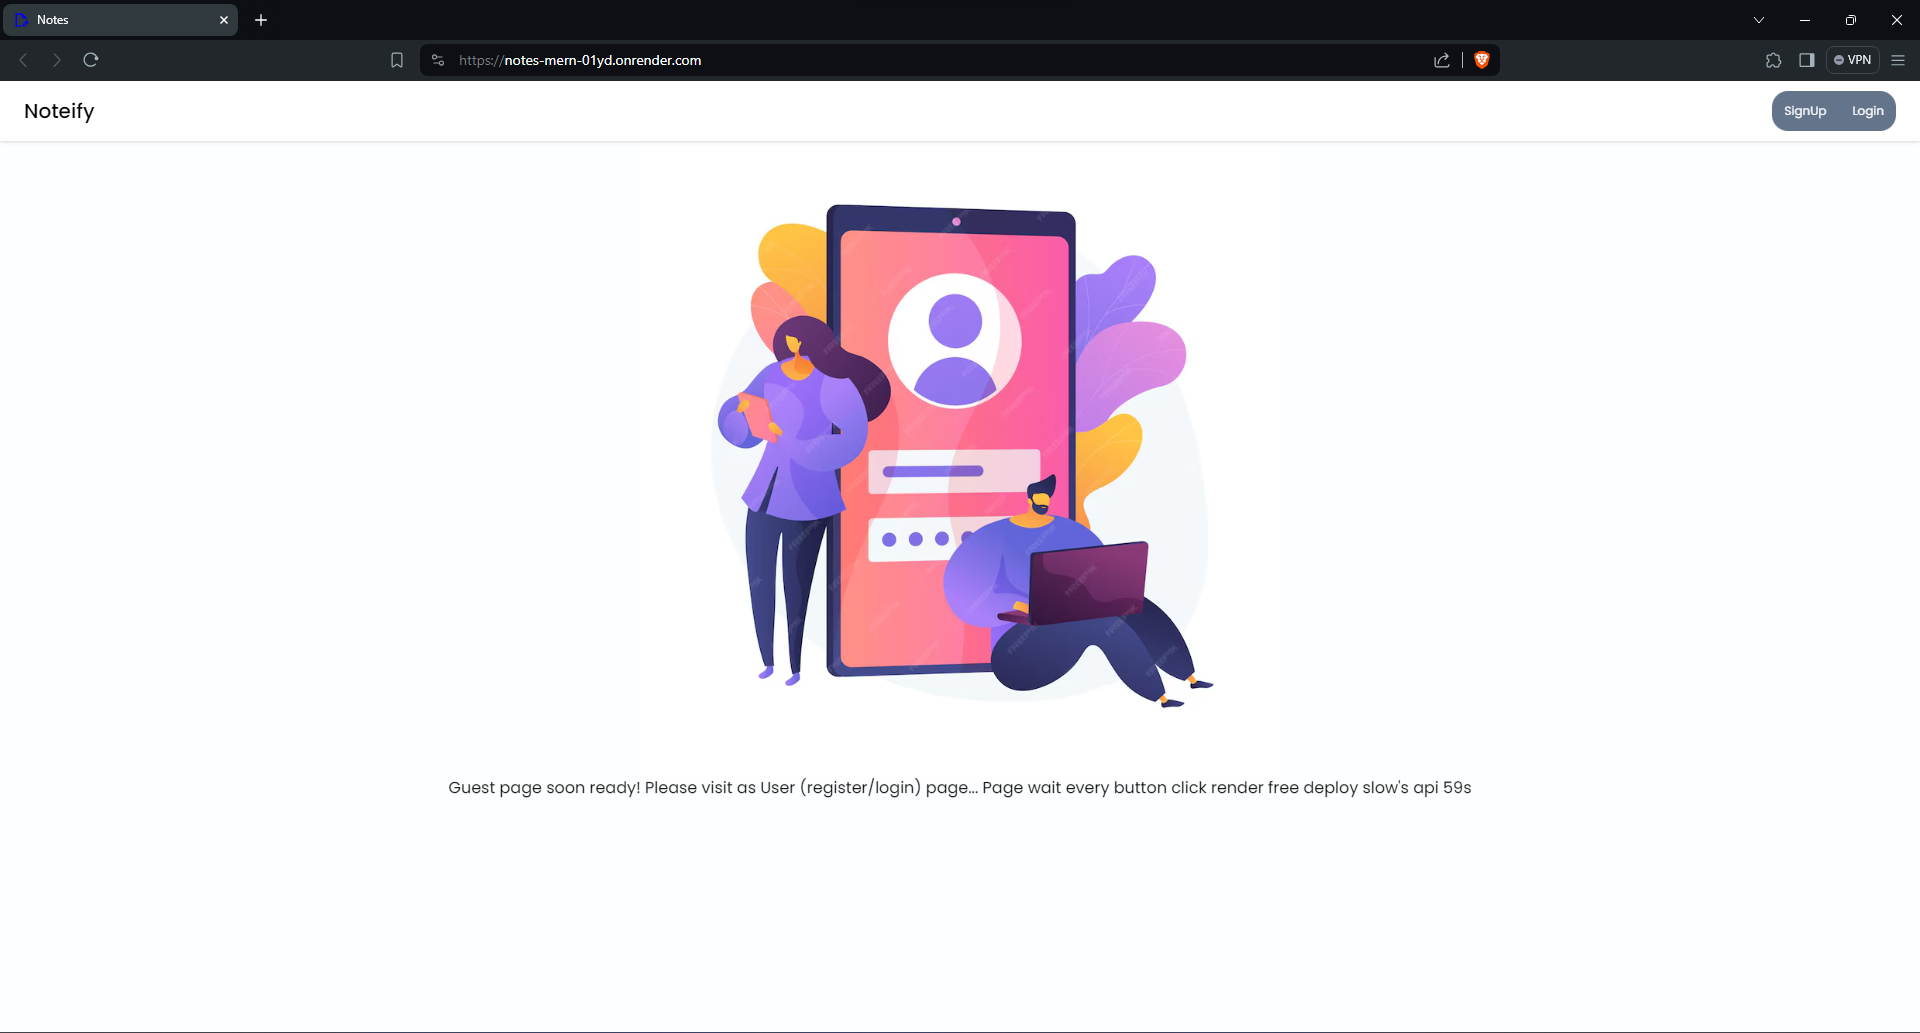 Notes
https://notes-mern-01yd.onrender.com
VPN
Noteify
SignUp Login
Guest page soon ready! Please visit as User (register/login) page... Page wait every button click render free deploy slow's api 59s